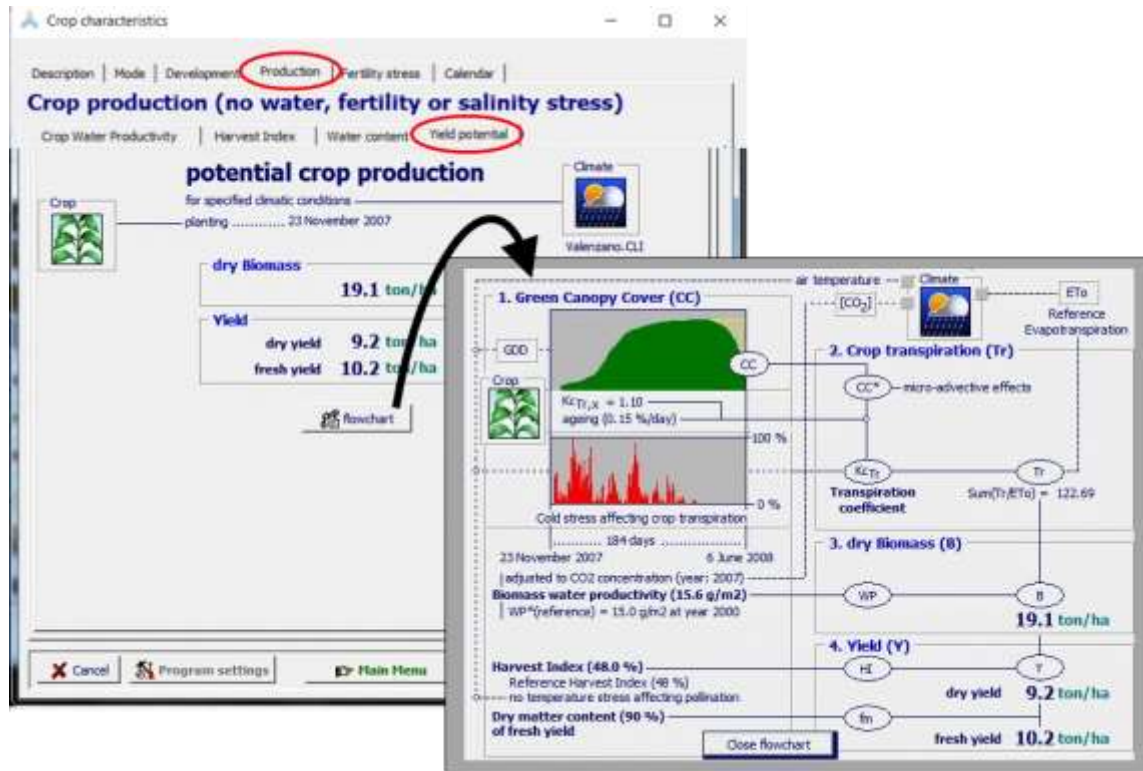 Crop characteristics
Description | Mode | Development | Production | Fertility stress | Calendar |
Crop production (no water, fertility or salinity stress)
Crop Water Productivity | Harvest Index | Water content | Yield potential
potential crop production
Crop
for specified climatic conditions
Climate
planting ............. 23 November 2007
Valenzano.CLI
dry Biomass
19.1 ton/ha
Yield
dry yield 9.2 ton/ha
fresh yield 10.2 ton/ha
flowchart
Cancel
Program settings
Main Menu
air temperature
Climate
1. Green Canopy Cover (CC)
[CO2]
ETo
Reference
Evapotranspiration
GDD
CC
2. Crop transpiration (Tr)
Crop
CC*
micro-advective effects
KcTr,x = 1.10
ageing (0.15 %/day)
100 %
KcTr
Tr
Transpiration
coefficient
Sum(Tr/ETo) = 122.69
0 %
Cold stress affecting crop transpiration
......... 184 days .................
23 November 2007 6 June 2008
3. dry Biomass (B)
adjusted to CO2 concentration (year: 2007)
Biomass water productivity (15.6 g/m2)
WP
B
WP*(reference) = 15.0 g/m2 at year 2000
19.1 ton/ha
4. Yield (Y)
Harvest Index (48.0 %)
HI
Y
Reference Harvest Index (48 %)
no temperature stress affecting pollination
dry yield 9.2 ton/ha
Dry matter content (90 %)
of fresh yield
fm
fresh yield 10.2 ton/ha
Close flowchart